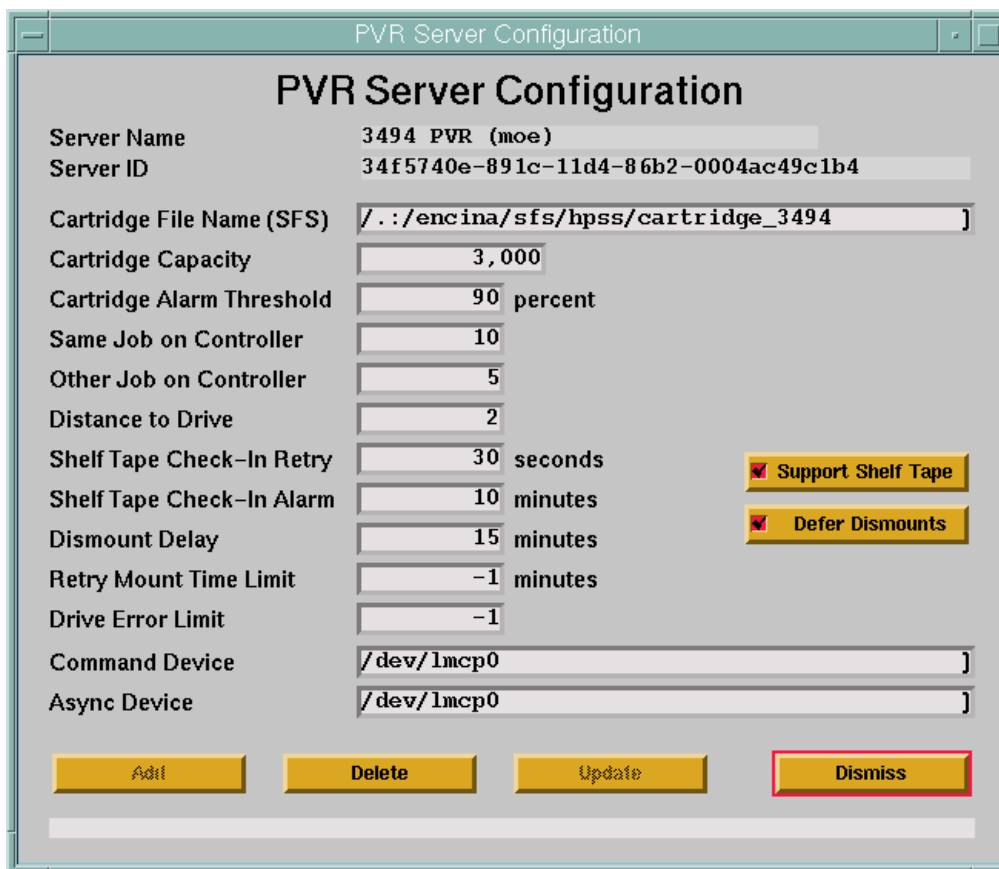 PVR Server Configuration
PVR Server Configuration
Server Name 3494 PVR (moe)
Server ID 34f5740e-891c-11d4-86b2-0004ac49c1b4
Cartridge File Name (SFS) /.:/encina/sfs/hpss/cartridge_3494 ]
Cartridge Capacity 3,000
Cartridge Alarm Threshold 90 percent
Same Job on Controller 10
Other Job on Controller 5
Distance to Drive 2
Shelf Tape Check-In Retry 30 seconds
Support Shelf Tape
Shelf Tape Check-In Alarm 10 minutes
Defer Dismounts
Dismount Delay 15 minutes
Retry Mount Time Limit -1 minutes
Drive Error Limit -1
Command Device /dev/lmcp0 ]
Async Device /dev/lmcp0 ]
Add Delete Update Dismiss